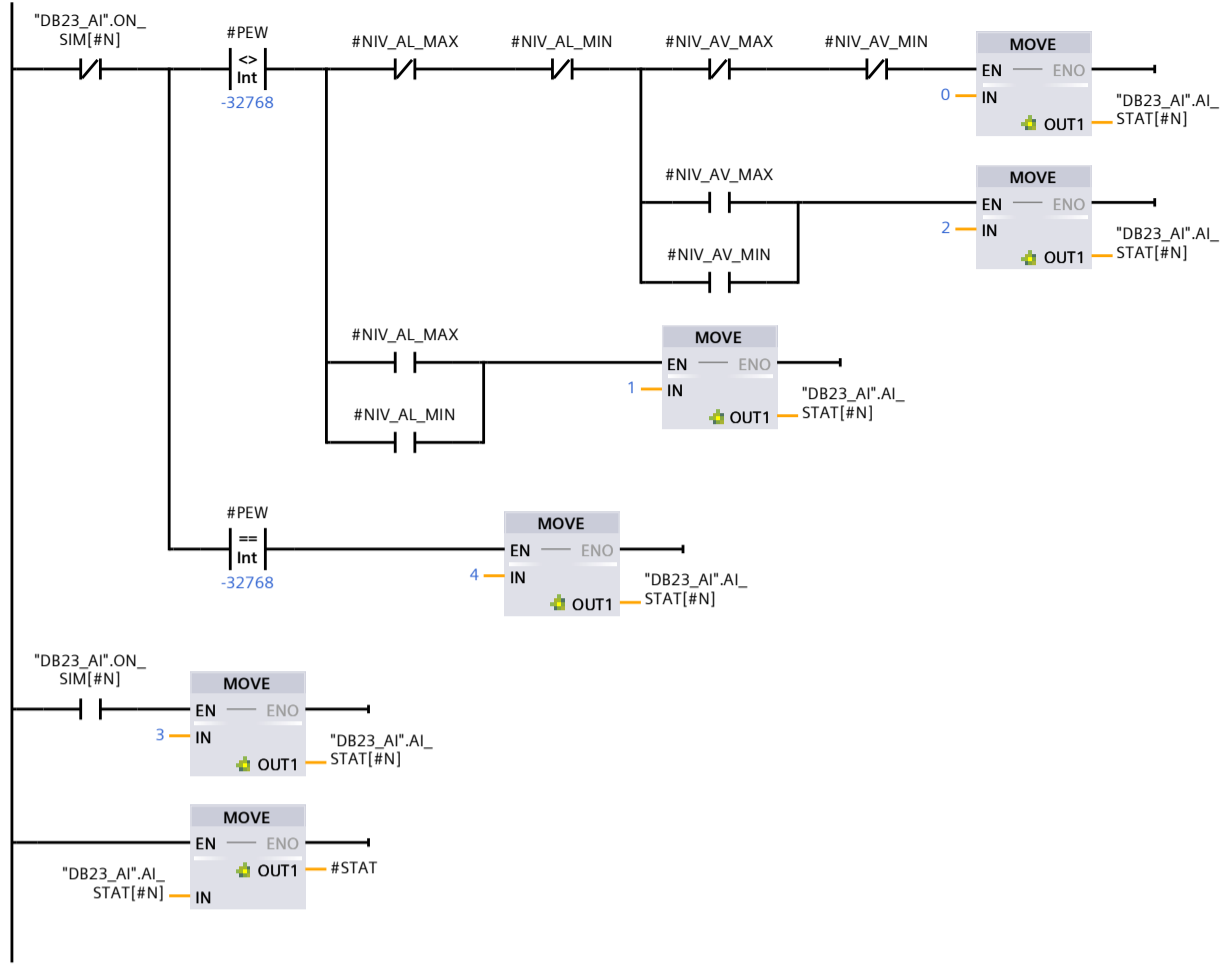 "DB23_AI".ON_
SIM[#N]
#PEW
<>
Int
-32768
#NIV_AL_MAX
#NIV_AL_MIN
#NIV_AV_MAX
#NIV_AV_MIN
MOVE
EN ENO
0 IN
OUT1
"DB23_AI".AI_
STAT[#N]
#NIV_AV_MAX
#NIV_AV_MIN
MOVE
EN ENO
2 IN
OUT1
"DB23_AI".AI_
STAT[#N]
#NIV_AL_MAX
#NIV_AL_MIN
MOVE
EN ENO
1 IN
OUT1
"DB23_AI".AI_
STAT[#N]
#PEW
==
Int
-32768
MOVE
EN ENO
4 IN
OUT1
"DB23_AI".AI_
STAT[#N]
"DB23_AI".ON_
SIM[#N]
MOVE
EN ENO
3 IN
OUT1
"DB23_AI".AI_
STAT[#N]
MOVE
EN ENO
OUT1 #STAT
"DB23_AI".AI_
STAT[#N] IN